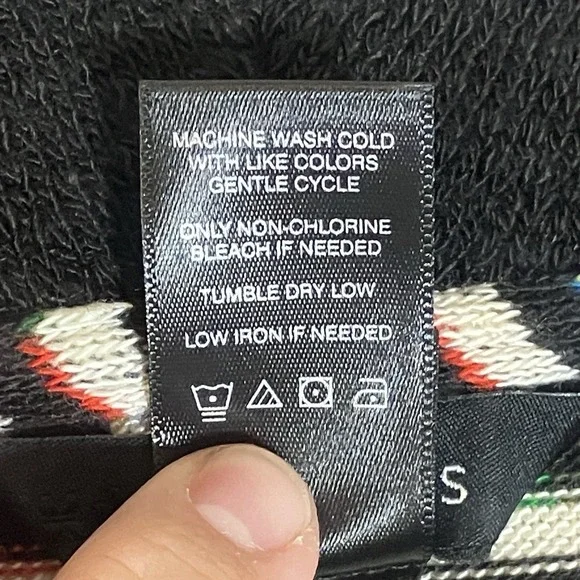 MACHINE WASH COLD
WITH LIKE COLORS
GENTLE CYCLE
ONLY NON-CHLORINE
BLEACH IF NEEDED
TUMBLE DRY LOW
LOW IRON IF NEEDED
S